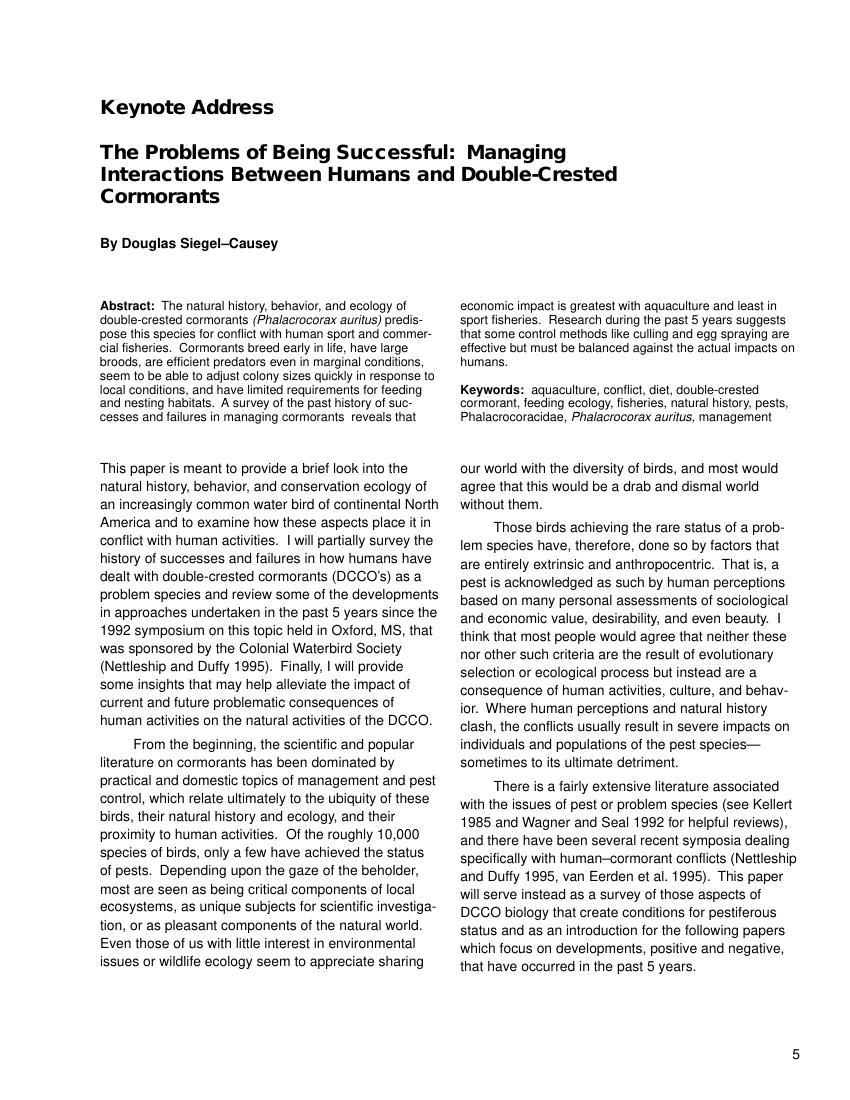 Keynote Address
The Problems of Being Successful:  Managing
Interactions Between Humans and Double-Crested
Cormorants
By Douglas Siegel–Causey
Abstract:  The natural history, behavior, and ecology of
double-crested cormorants (Phalacrocorax auritus) predis-
pose this species for conflict with human sport and commer-
cial fisheries.  Cormorants breed early in life, have large
broods, are efficient predators even in marginal conditions,
seem to be able to adjust colony sizes quickly in response to
local conditions, and have limited requirements for feeding
and nesting habitats.  A survey of the past history of suc-
cesses and failures in managing cormorants  reveals that
economic impact is greatest with aquaculture and least in
sport fisheries.  Research during the past 5 years suggests
that some control methods like culling and egg spraying are
effective but must be balanced against the actual impacts on
humans.
Keywords:  aquaculture, conflict, diet, double-crested
cormorant, feeding ecology, fisheries, natural history, pests,
Phalacrocoracidae, Phalacrocorax auritus, management
This paper is meant to provide a brief look into the
natural history, behavior, and conservation ecology of
an increasingly common water bird of continental North
America and to examine how these aspects place it in
conflict with human activities.  I will partially survey the
history of successes and failures in how humans have
dealt with double-crested cormorants (DCCO's) as a
problem species and review some of the developments
in approaches undertaken in the past 5 years since the
1992 symposium on this topic held in Oxford, MS, that
was sponsored by the Colonial Waterbird Society
(Nettleship and Duffy 1995).  Finally, I will provide
some insights that may help alleviate the impact of
current and future problematic consequences of
human activities on the natural activities of the DCCO.
From the beginning, the scientific and popular
literature on cormorants has been dominated by
practical and domestic topics of management and pest
control, which relate ultimately to the ubiquity of these
birds, their natural history and ecology, and their
proximity to human activities.  Of the roughly 10,000
species of birds, only a few have achieved the status
of pests.  Depending upon the gaze of the beholder,
most are seen as being critical components of local
ecosystems, as unique subjects for scientific investiga-
tion, or as pleasant components of the natural world.
Even those of us with little interest in environmental
issues or wildlife ecology seem to appreciate sharing
our world with the diversity of birds, and most would
agree that this would be a drab and dismal world
without them.
Those birds achieving the rare status of a prob-
lem species have, therefore, done so by factors that
are entirely extrinsic and anthropocentric.  That is, a
pest is acknowledged as such by human perceptions
based on many personal assessments of sociological
and economic value, desirability, and even beauty.  I
think that most people would agree that neither these
nor other such criteria are the result of evolutionary
selection or ecological process but instead are a
consequence of human activities, culture, and behav-
ior.  Where human perceptions and natural history
clash, the conflicts usually result in severe impacts on
individuals and populations of the pest species—
sometimes to its ultimate detriment.
There is a fairly extensive literature associated
with the issues of pest or problem species (see Kellert
1985 and Wagner and Seal 1992 for helpful reviews),
and there have been several recent symposia dealing
specifically with human–cormorant conflicts (Nettleship
and Duffy 1995, van Eerden et al. 1995).  This paper
will serve instead as a survey of those aspects of
DCCO biology that create conditions for pestiferous
status and as an introduction for the following papers
which focus on developments, positive and negative,
that have occurred in the past 5 years.
5